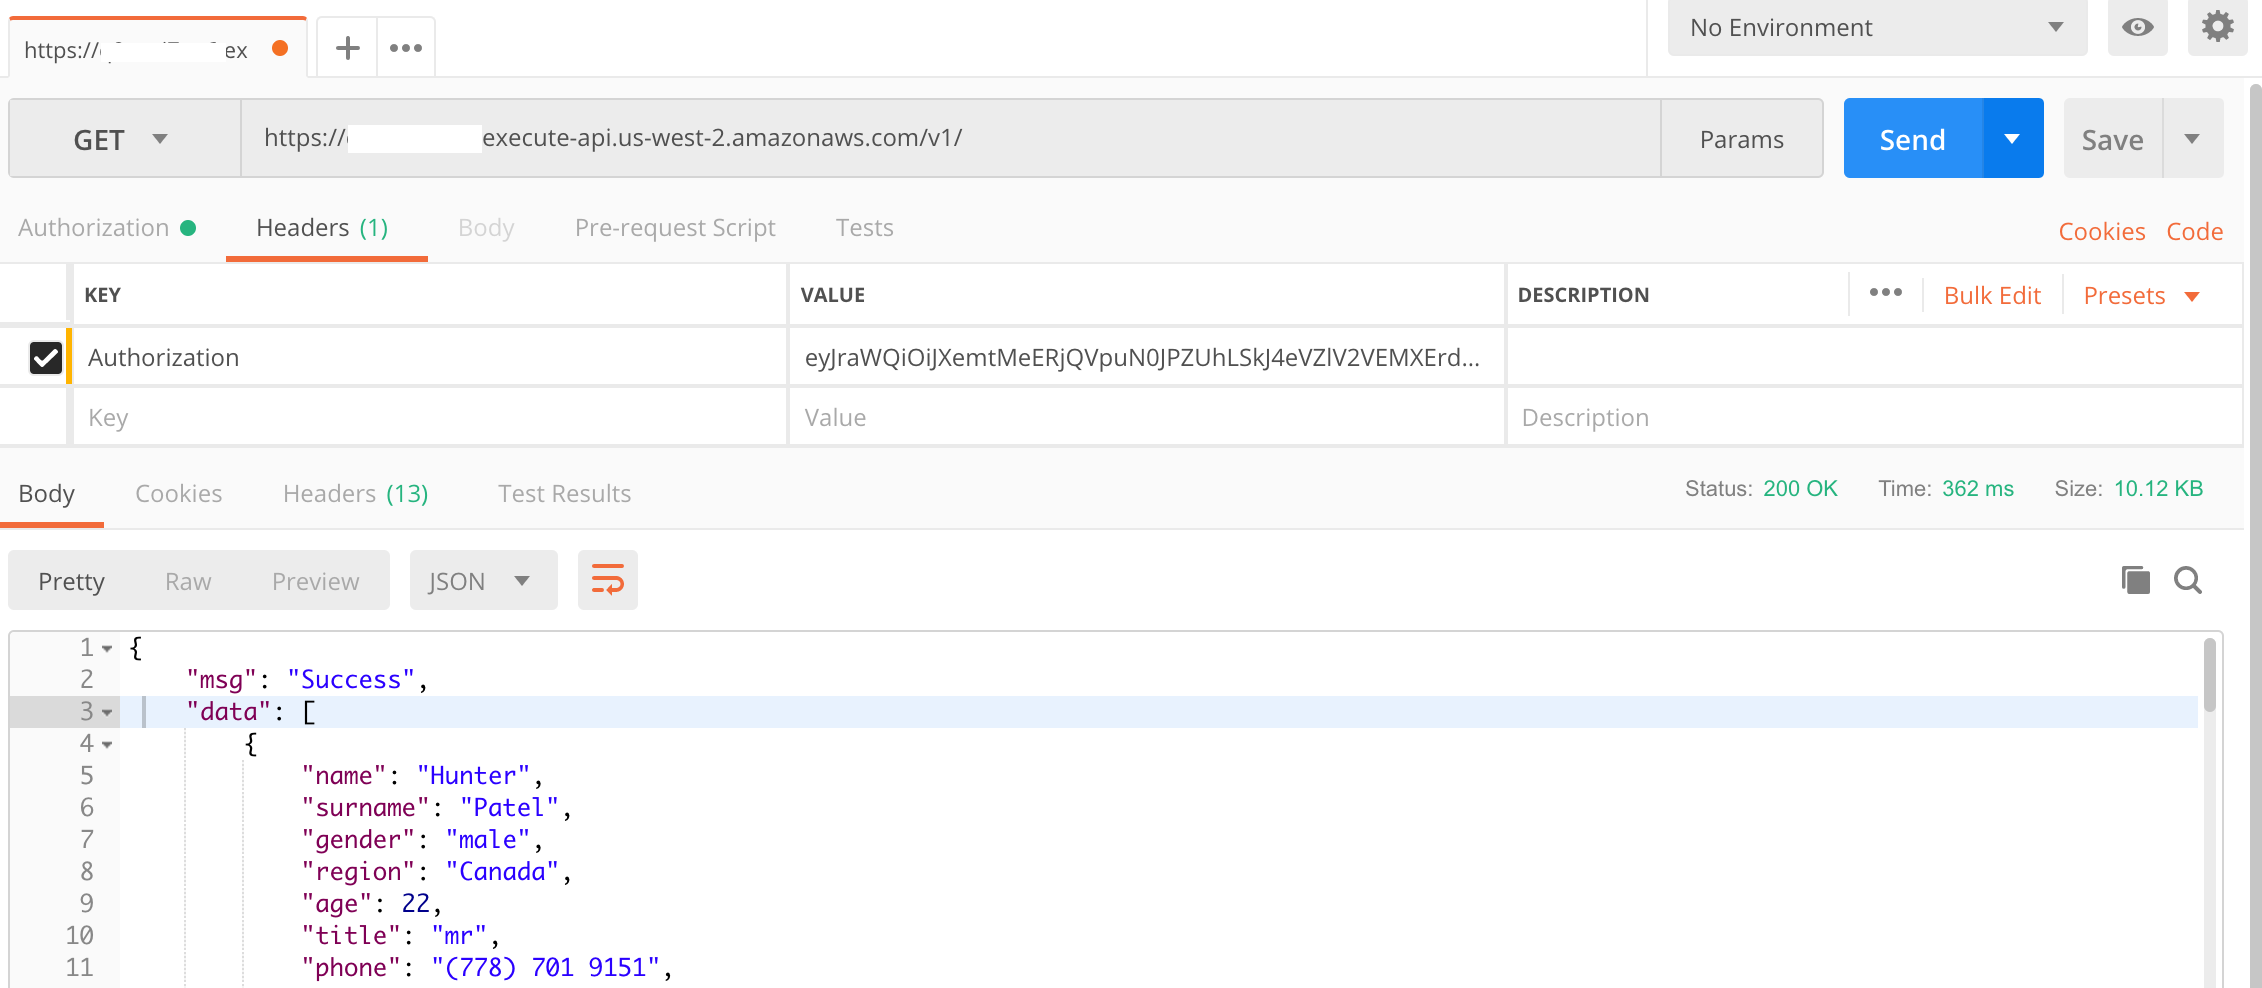 https:// ex
No Environment
GET https:// execute-api.us-west-2.amazonaws.com/v1/ Params Send Save
Authorization Headers (1) Body Pre-request Script Tests Cookies Code
KEY VALUE DESCRIPTION ••• Bulk Edit Presets
Authorization eyJraWQiOiJXemtMeERjQVpuN0JPZUhLSkJ4eVZlV2VEMXErd...
Key Value Description
Body Cookies Headers (13) Test Results Status: 200 OK Time: 362 ms Size: 10.12 KB
Pretty Raw Preview JSON
1 {
2 "msg": "Success",
3 "data": [
4 {
5 "name": "Hunter",
6 "surname": "Patel",
7 "gender": "male",
8 "region": "Canada",
9 "age": 22,
10 "title": "mr",
11 "phone": "(778) 701 9151",